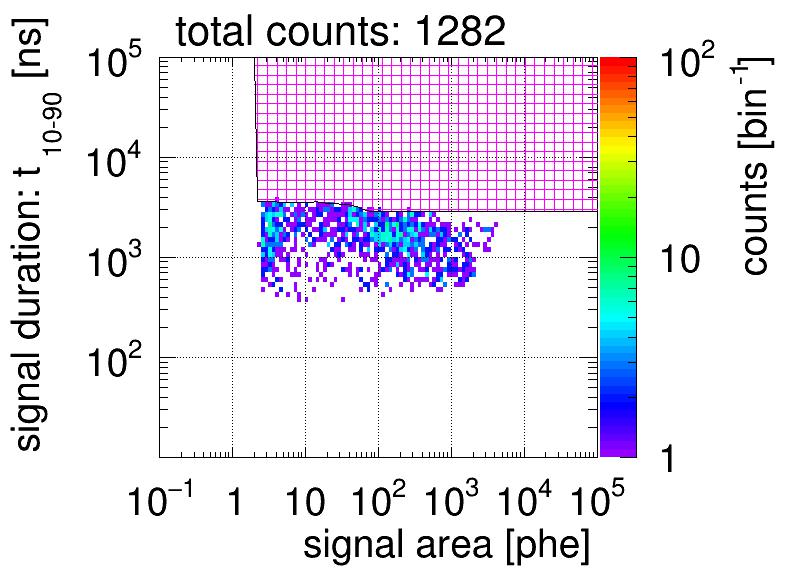 total counts: 1282
signal duration: t 10-90 [ns]
10^5
10^4
10^3
10^2
10^−1 1 10 10^2 10^3 10^4 10^5
signal area [phe]
10^2
10
1
counts [bin^-1]